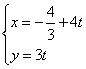 x = -4/3 + 4t
y = 3t